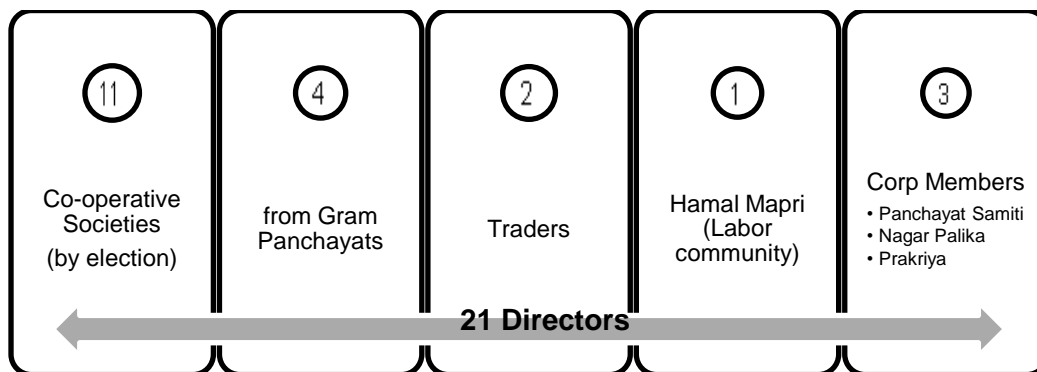 11
Co-operative
Societies
(by election)
4
from Gram
Panchayats
2
Traders
1
Hamal Mapri
(Labor
community)
3
Corp Members
• Panchayat Samiti
• Nagar Palika
• Prakriya
21 Directors